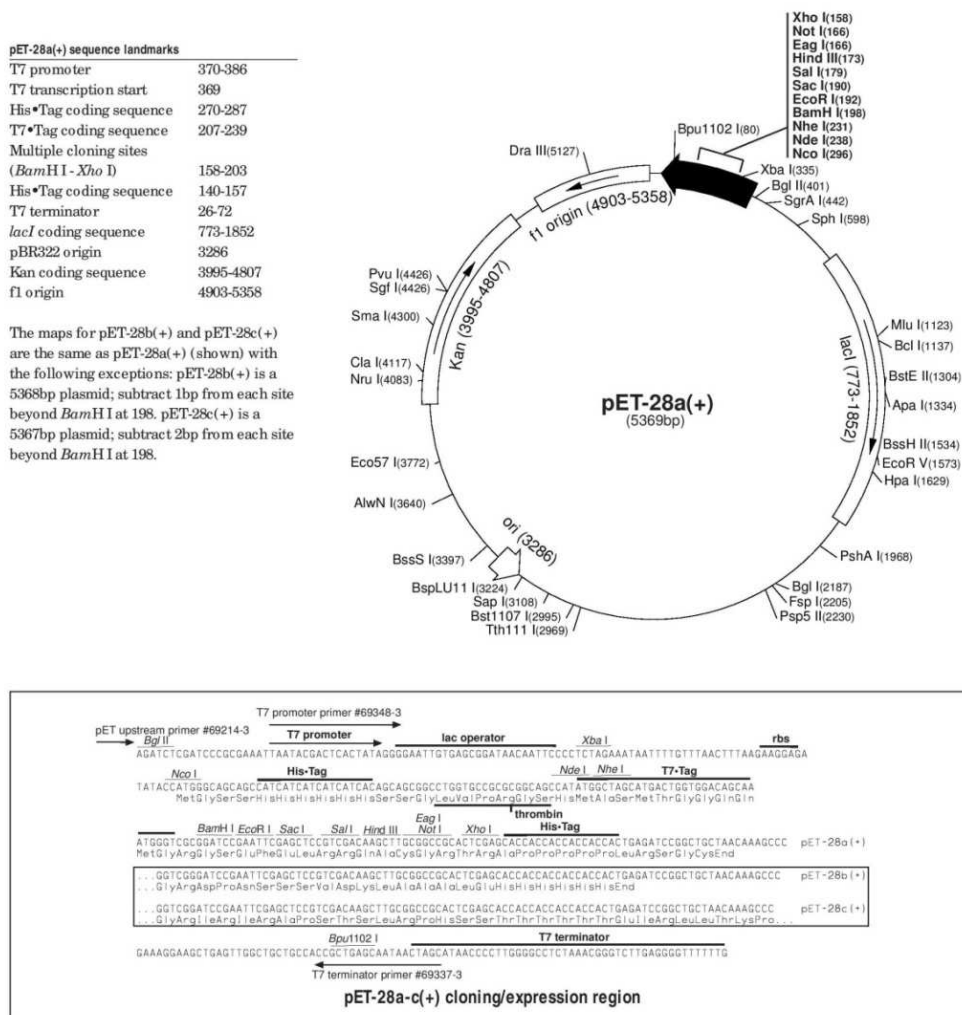 pET-28a(+) sequence landmarks
T7 promoter 370-386
T7 transcription start 369
His•Tag coding sequence 270-287
T7•Tag coding sequence 207-239
Multiple cloning sites
(BamH I - Xho I) 158-203
His•Tag coding sequence 140-157
T7 terminator 26-72
lacI coding sequence 773-1852
pBR322 origin 3286
Kan coding sequence 3995-4807
f1 origin 4903-5358
The maps for pET-28b(+) and pET-28c(+)
are the same as pET-28a(+) (shown) with
the following exceptions: pET-28b(+) is a
5368bp plasmid; subtract 1bp from each site
beyond BamH I at 198. pET-28c(+) is a
5367bp plasmid; subtract 2bp from each site
beyond BamH I at 198.
Xho I(158)
Not I(166)
Eag I(166)
Hind III(173)
Sal I(179)
Sac I(190)
EcoR I(192)
BamH I(198)
Nhe I(231)
Nde I(238)
Nco I(296)
Bpu1102 I(80)
Dra III(5127)
Xba I(335)
Bgl II(401)
SgrA I(442)
Sph I(598)
f1 origin (4903-5358)
Pvu I(4426)
Sgf I(4426)
Sma I(4300)
Kan (3995-4807)
Cla I(4117)
Nru I(4083)
Mlu I(1123)
Bcl I(1137)
lacI (773-1852)
BstE II(1304)
Apa I(1334)
BssH II(1534)
EcoR V(1573)
Hpa I(1629)
pET-28a(+)
(5369bp)
Eco57 I(3772)
AlwN I(3640)
ori (3286)
BssS I(3397)
PshA I(1968)
BspLU11 I(3224)
Sap I(3108)
Bst1107 I(2995)
Tth111 I(2969)
Bgl I(2187)
Fsp I(2205)
Psp5 II(2230)
T7 promoter primer #69348-3
pET upstream primer #69214-3
Bgl II T7 promoter lac operator Xba I rbs
AGATCTCGATCCCGCGAAATTAATACGACTCACTATAGGGGAATTGTGAGCGGATAACAATTCCCCTCTAGAAATAATTTTGTTTAACTTTAAGAAGGAGA
Nco I His•Tag Nde I Nhe I T7•Tag
TATACCATGGGCAGCAGCCATCATCATCATCATCACAGCAGCGGCCTGGTGCCGCGCGGCAGCCATATGGCTAGCATGACTGGTGGACAGCAA
MetGlySerSerHisHisHisHisHisHisSerSerGlyLeuValProArgGlySerHisMetAlaSerMetThrGlyGlyGlnGln
thrombin
BamH I EcoR I Sac I Sal I Hind III Eag I Not I Xho I His•Tag
ATGGGTCGCGGATCCGAATTCGAGCTCCGTCGACAAGCTTGCGGCCGCACTCGAGCACCACCACCACCACCACTGAGATCCGGCTGCTAACAAAGCCC pET-28a(+)
MetGlyArgGlySerGluPheGluLeuArgArgGlnAlaCysGlyArgThrArgAlaProProProProProLeuArgSerGlyCysEnd
...GGTCGGGATCCGAATTCGAGCTCCGTCGACAAGCTTGCGGCCGCACTCGAGCACCACCACCACCACCACTGAGATCCGGCTGCTAACAAAGCCC pET-28b(+)
...GlyArgAspProAsnSerSerSerValAspLysLeuAlaAlaAlaLeuGluHisHisHisHisHisHisEnd
...GGTCGGATCCGAATTCGAGCTCCGTCGACAAGCTTGCGGCCGCACTCGAGCACCACCACCACCACCACTGAGATCCGGCTGCTAACAAAGCCC pET-28c(+)
...GlyArgIleArgIleArgAlaProSerThrSerLeuArgProHisSerSerThrThrThrThrThrThrGluIleArgLeuLeuThrLysPro...
Bpu1102 I T7 terminator
GAAAGGAAGCTGAGTTGGCTGCTGCCACCGCTGAGCAATAACTAGCATAACCCCTTGGGGCCTCTAAACGGGTCTTGAGGGGTTTTTTG
T7 terminator primer #69337-3
pET-28a-c(+) cloning/expression region